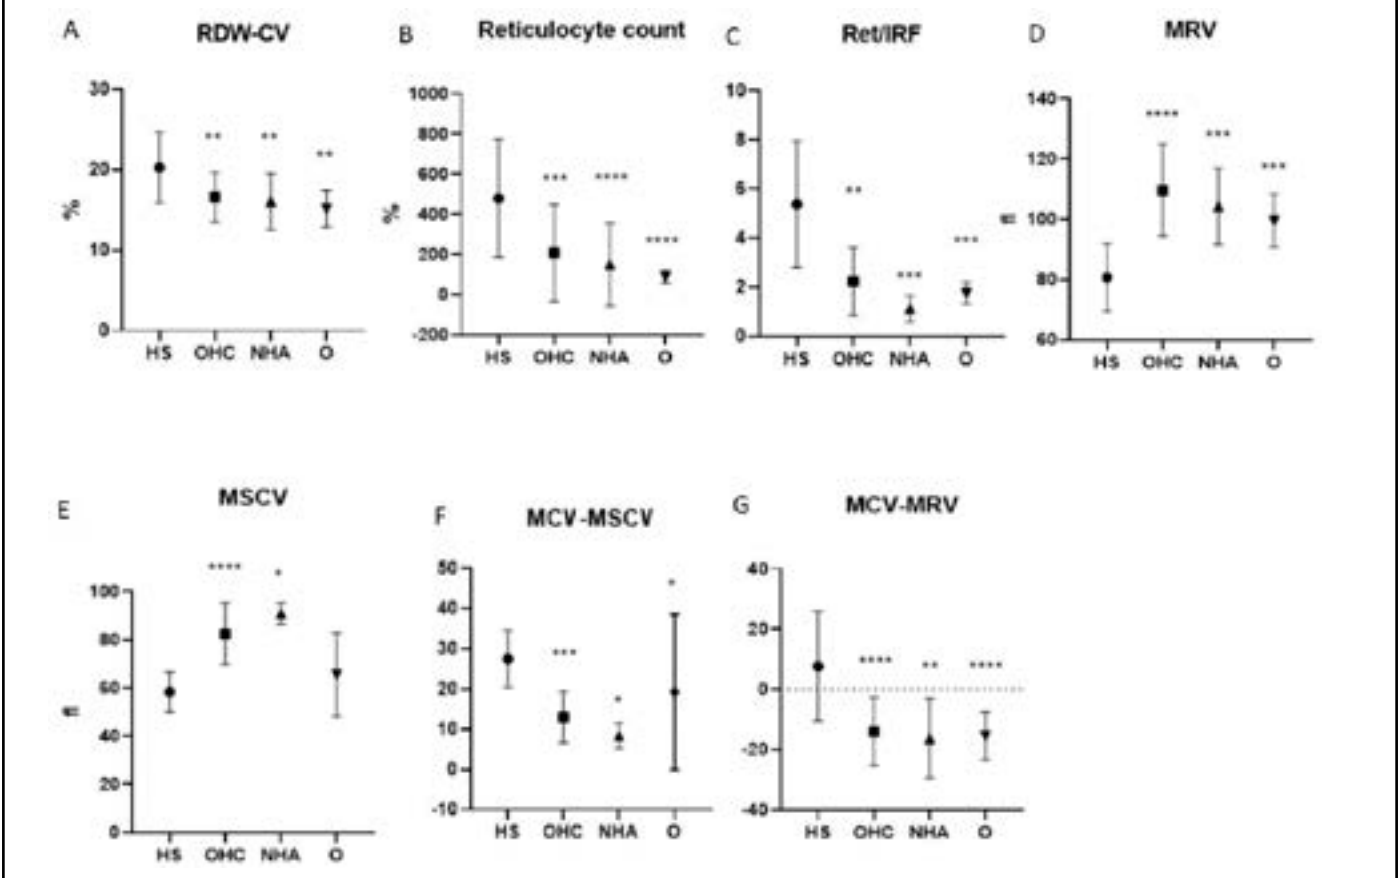 A
RDW-CV
30
20
10
0
%
**
**
**
HS OHC NHA O
B
Reticulocyte count
1000
800
600
400
200
0
-200
%
***
****
****
HS OHC NHA O
C
Ret/IRF
10
8
6
4
2
0
**
***
***
HS OHC NHA O
D
MRV
140
120
100
80
60
fl
****
***
***
HS OHC NHA O
E
MSCV
100
80
60
40
20
0
fl
****
*
HS OHC NHA O
F
MCV-MSCV
50
40
30
20
10
0
-10
***
*
*
HS OHC NHA O
G
MCV-MRV
40
20
0
-20
-40
****
**
****
HS OHC NHA O